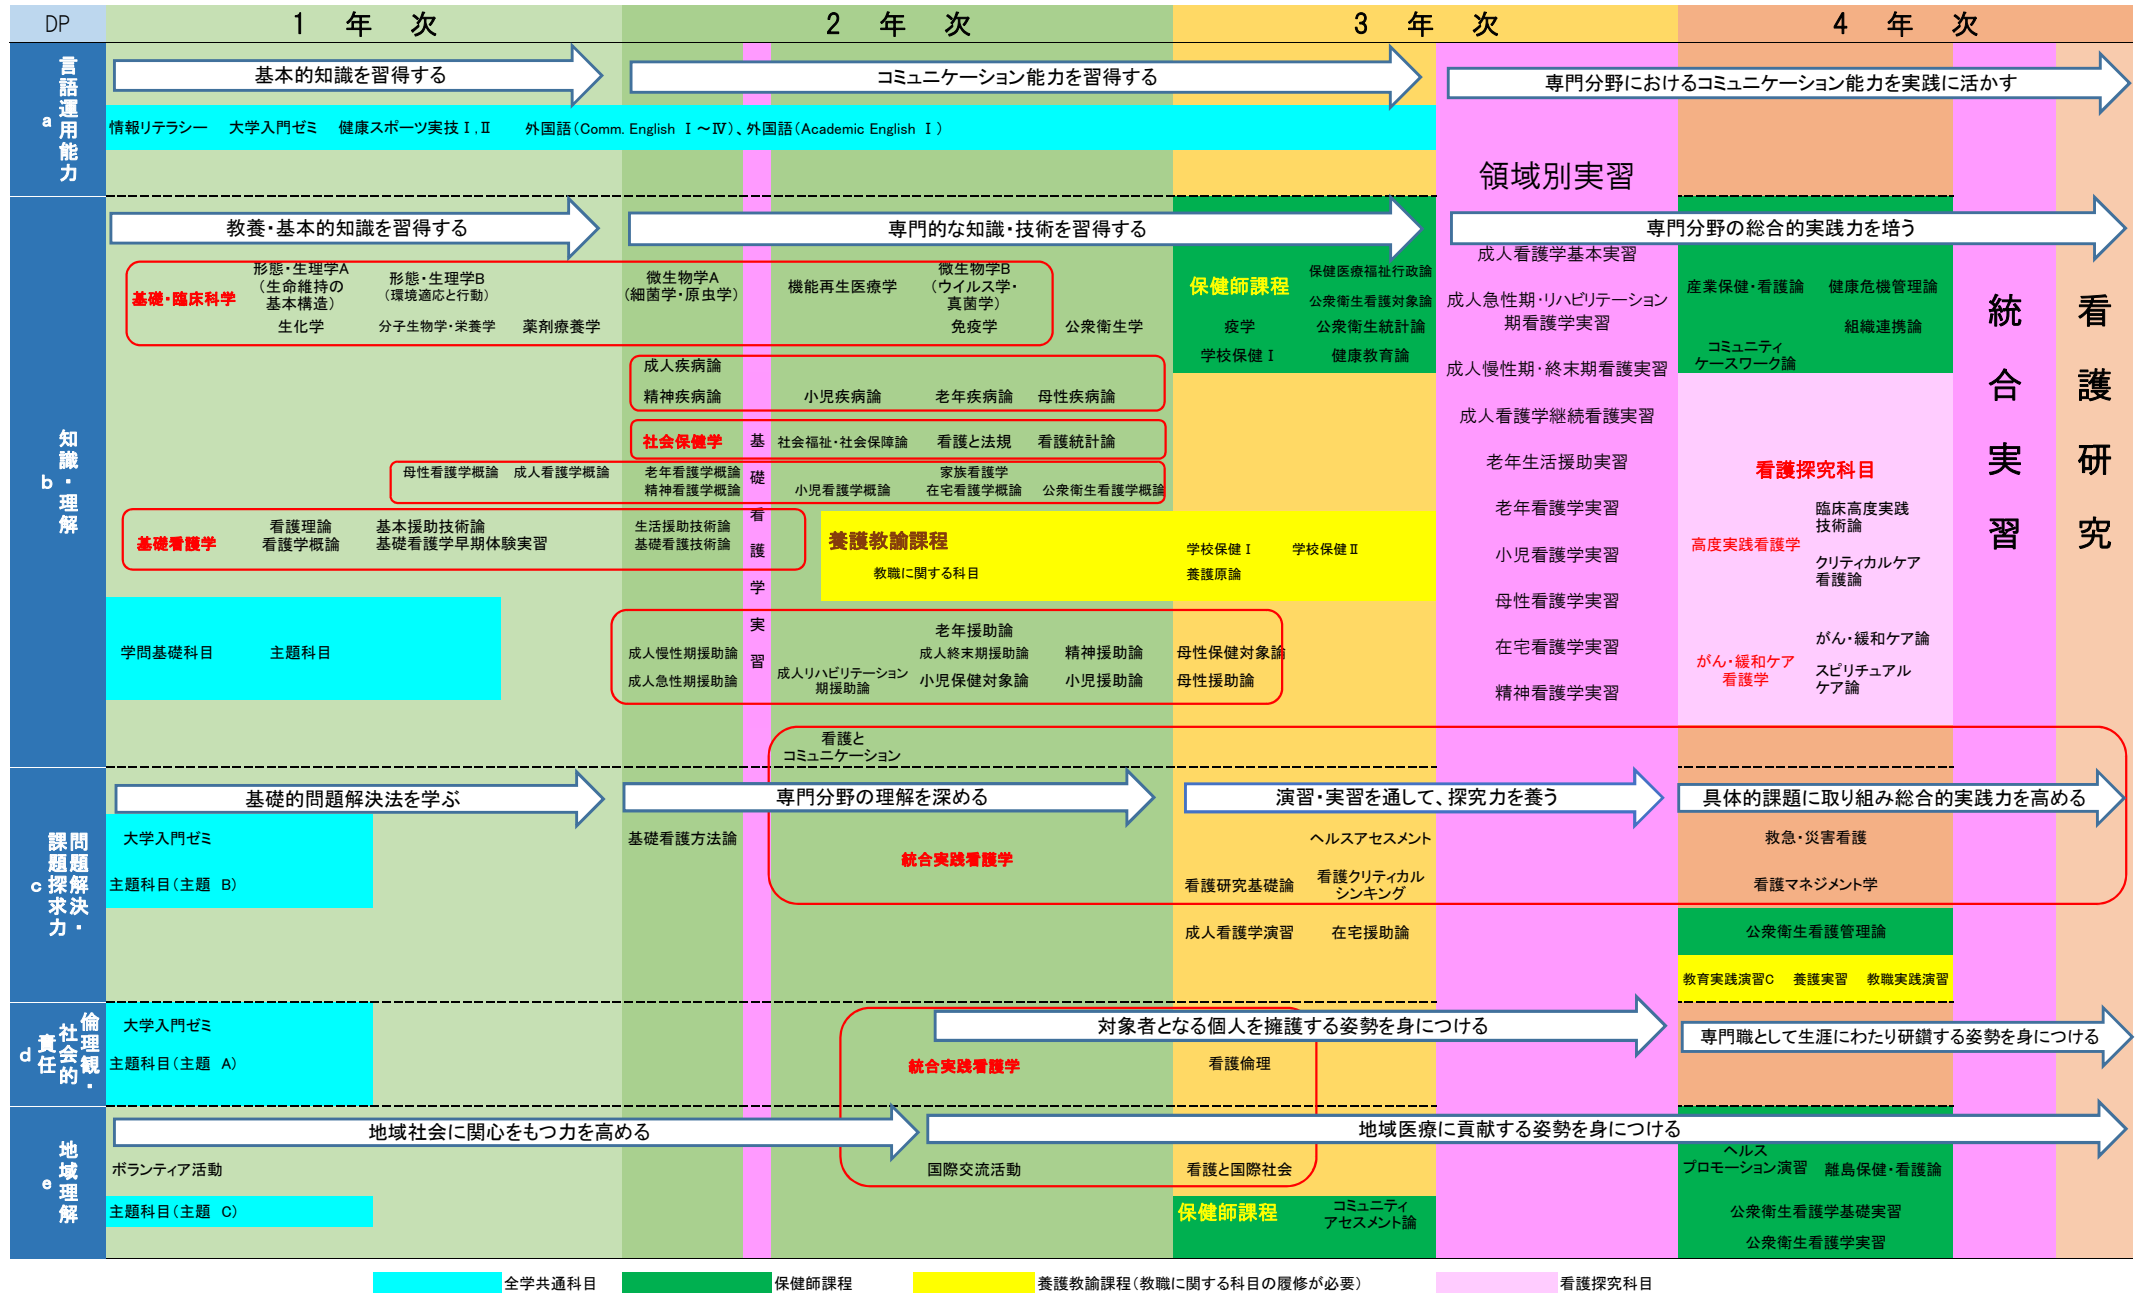 DP
1 年 次
2 年 次
3 年 次
4 年 次
a
言語運用能力
基本的知識を習得する
コミュニケーション能力を習得する
専門分野におけるコミュニケーション能力を実践に活かす
情報リテラシー 大学入門ゼミ 健康スポーツ実技Ⅰ,Ⅱ 外国語（Comm. English Ⅰ～Ⅳ）、外国語（Academic English Ⅰ）
領域別実習
b
知識・理解
教養・基本的知識を習得する
専門的な知識・技術を習得する
専門分野の総合的実践力を培う
基礎・臨床科学
形態・生理学A
（生命維持の
基本構造）
形態・生理学B
（環境適応と行動）
生化学
分子生物学・栄養学
薬剤療養学
微生物学A
（細菌学・原虫学）
機能再生医療学
微生物学B
（ウイルス学・
真菌学）
免疫学
公衆衛生学
成人疾病論
精神疾病論
小児疾病論
老年疾病論
母性疾病論
社会保健学
社会福祉・社会保障論
看護と法規
看護統計論
母性看護学概論
成人看護学概論
老年看護学概論
精神看護学概論
小児看護学概論
家族看護学
在宅看護学概論
公衆衛生看護学概論
基礎看護学
看護理論
看護学概論
基本援助技術論
基礎看護学早期体験実習
生活援助技術論
基礎看護技術論
基礎看護学実習
養護教諭課程
教職に関する科目
学校保健Ⅰ
学校保健Ⅱ
養護原論
学問基礎科目
主題科目
成人慢性期援助論
成人急性期援助論
成人リハビリテーション
期援助論
老年援助論
成人終末期援助論
小児保健対象論
精神援助論
小児援助論
母性保健対象論
母性援助論
看護と
コミュニケーション
保健師課程
保健医療福祉行政論
公衆衛生看護対象論
疫学
公衆衛生統計論
学校保健Ⅰ
健康教育論
成人看護学基本実習
成人急性期・リハビリテーション
期看護学実習
成人慢性期・終末期看護実習
成人看護学継続看護実習
老年生活援助実習
老年看護学実習
小児看護学実習
母性看護学実習
在宅看護学実習
精神看護学実習
産業保健・看護論
健康危機管理論
組織連携論
コミュニティ
ケースワーク論
看護探究科目
高度実践看護学
臨床高度実践
技術論
クリティカルケア
看護論
がん・緩和ケア
看護学
がん・緩和ケア論
スピリチュアル
ケア論
統合実習
看護研究
c
問題解決・
課題探求力
基礎的問題解決法を学ぶ
専門分野の理解を深める
演習・実習を通して、探究力を養う
具体的課題に取り組み総合的実践力を高める
大学入門ゼミ
主題科目（主題 B）
基礎看護方法論
統合実践看護学
ヘルスアセスメント
看護研究基礎論
看護クリティカル
シンキング
成人看護学演習
在宅援助論
救急・災害看護
看護マネジメント学
公衆衛生看護管理論
教育実践演習C 養護実習 教職実践演習
d
倫理観・
社会的
責任
対象者となる個人を擁護する姿勢を身につける
専門職として生涯にわたり研鑽する姿勢を身につける
大学入門ゼミ
主題科目（主題 A）
統合実践看護学
看護倫理
e
地域理解
地域社会に関心をもつ力を高める
地域医療に貢献する姿勢を身につける
ボランティア活動
主題科目（主題 C）
国際交流活動
看護と国際社会
保健師課程
コミュニティ
アセスメント論
ヘルス
プロモーション演習
離島保健・看護論
公衆衛生看護学基礎実習
公衆衛生看護学実習
全学共通科目
保健師課程
養護教諭課程（教職に関する科目の履修が必要）
看護探究科目